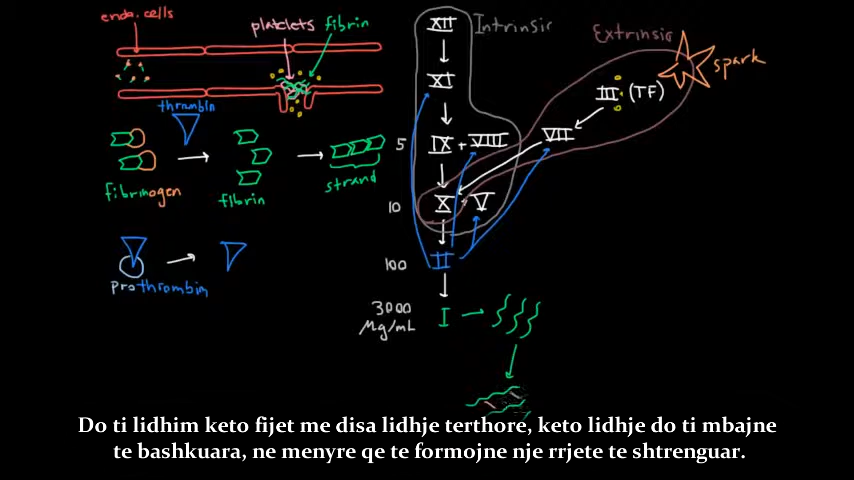 endo. cells
platelets fibrin
thrombin
fibrinogen
fibrin
strand
prothrombin
XII Intrinsic
XI
5 IX + VIII
10 X + V
100 II
3000
µg/mL
I
Extrinsic
spark
III (TF)
VII
Do ti lidhim keto fijet me disa lidhje terthore, keto lidhje do ti mbajne
te bashkuara, ne menyre qe te formojne nje rrjete te shtrenguar.